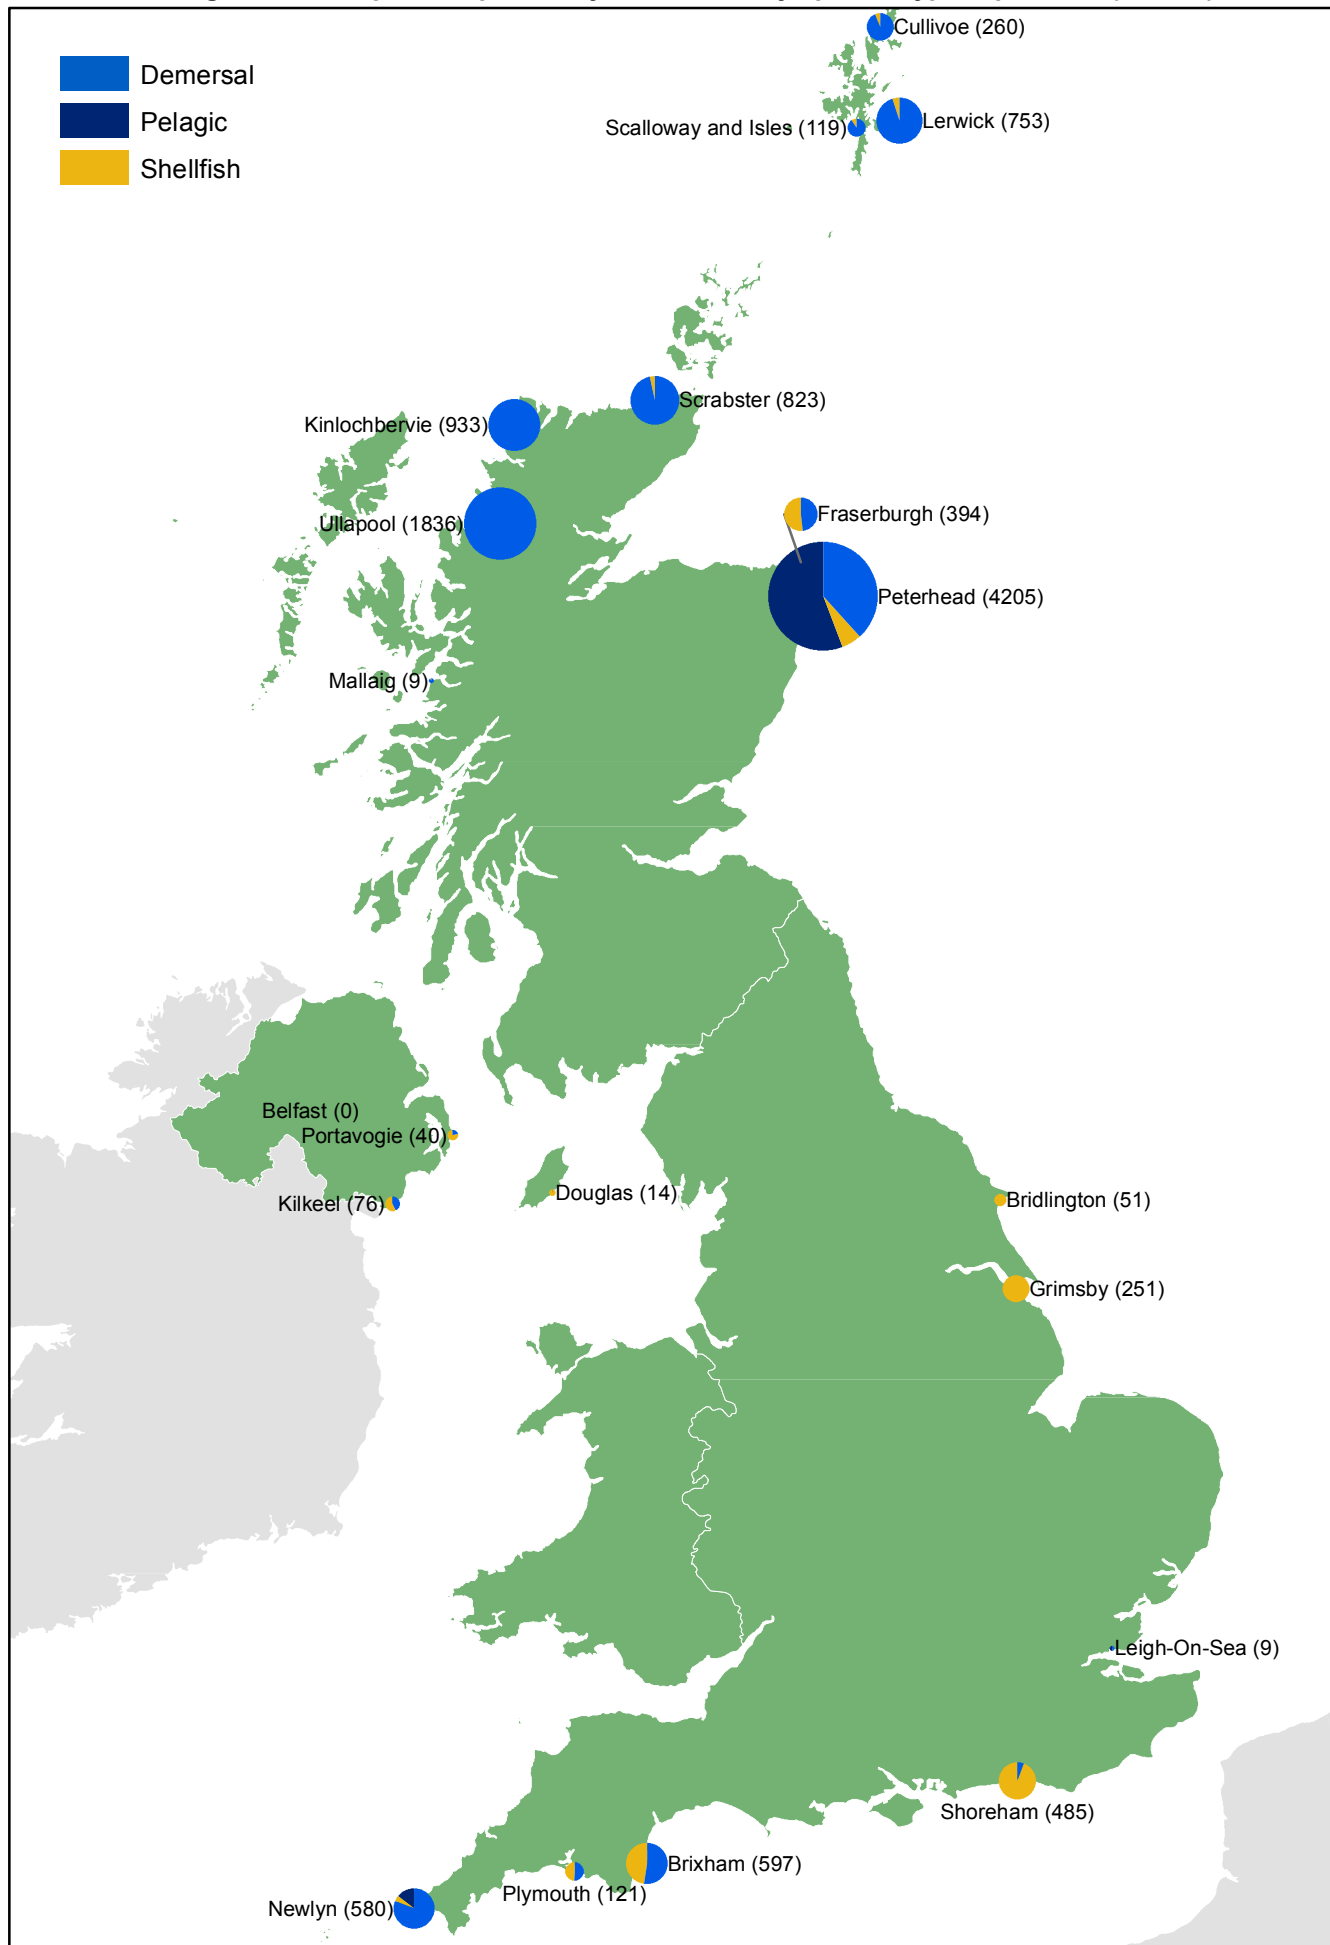 Cullivoe (260)
Demersal
Pelagic
Shellfish
Lerwick (753)
Scalloway and Isles (119)
Scrabster (823)
Kinlochbervie (933)
Fraserburgh (394)
Ullapool (1836)
Peterhead (4205)
Mallaig (9)
Belfast (0)
Portavogie (40)
Douglas (14)
Kilkeel (76)
Bridlington (51)
Grimsby (251)
Leigh-On-Sea (9)
Shoreham (485)
Brixham (597)
Plymouth (121)
Newlyn (580)